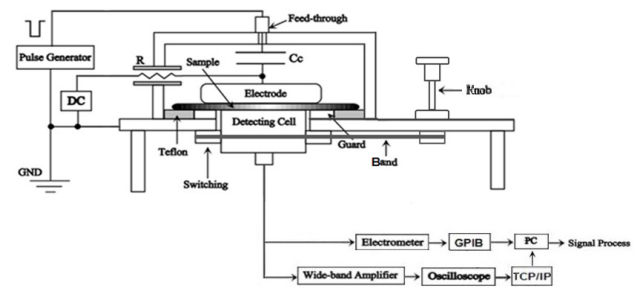 Feed-through
Pulse Generator
R
Sample
Cc
Electrode
Knob
DC
Detecting Cell
Teflon
Guard
Band
GND
Switching
Electrometer
GPIB
PC
Signal Process
Wide-band Amplifier
Oscilloscope
TCP/IP